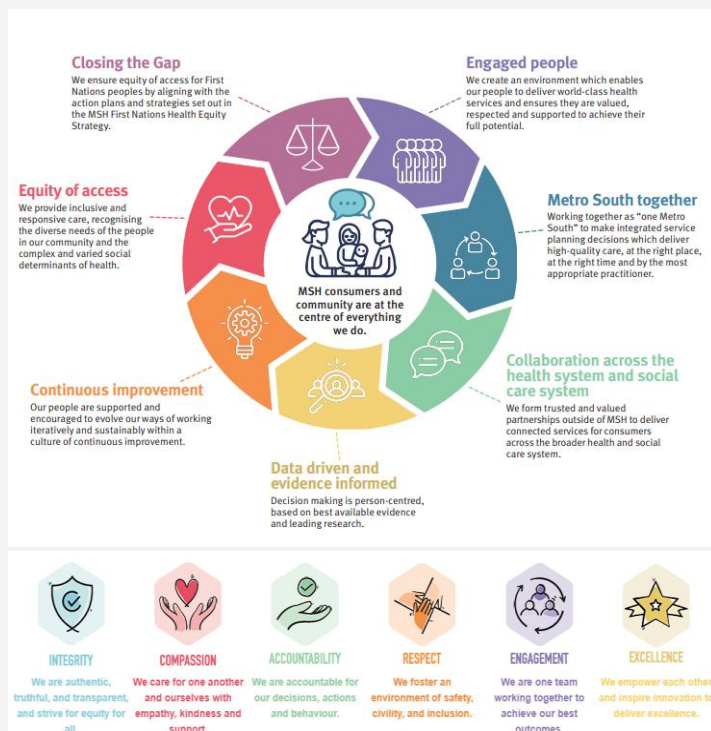 Closing the Gap
We ensure equity of access for First
Nations peoples by aligning with the
action plans and strategies set out in
the MSH First Nations Health Equity
Strategy.
Engaged people
We create an environment which enables
our people to deliver world-class health
services and ensures they are valued,
respected and supported to achieve their
full potential.
Equity of access
We provide inclusive and
responsive care, recognising
the diverse needs of the people
in our community and the
complex and varied social
determinants of health.
Metro South together
Working together as “one Metro
South” to make integrated service
planning decisions which deliver
high-quality care, at the right place,
at the right time and by the most
appropriate practitioner.
MSH consumers and
community are at the
centre of everything
we do.
Continuous improvement
Our people are supported and
encouraged to evolve our ways of working
iteratively and sustainably within a
culture of continuous improvement.
Collaboration across the
health system and social
care system
We form trusted and valued
partnerships outside of MSH to deliver
connected services for consumers
across the broader health and social
care system.
Data driven and
evidence informed
Decision making is person-centred,
based on best available evidence
and leading research.
INTEGRITY
We are authentic,
truthful, and transparent,
and strive for equity for
all.
COMPASSION
We care for one another
and ourselves with
empathy, kindness and
support.
ACCOUNTABILITY
We are accountable for
our decisions, actions
and behaviour.
RESPECT
We foster an
environment of safety,
civility, and inclusion.
ENGAGEMENT
We are one team
working together to
achieve our best
outcomes.
EXCELLENCE
We empower each other
and inspire innovation to
deliver excellence.